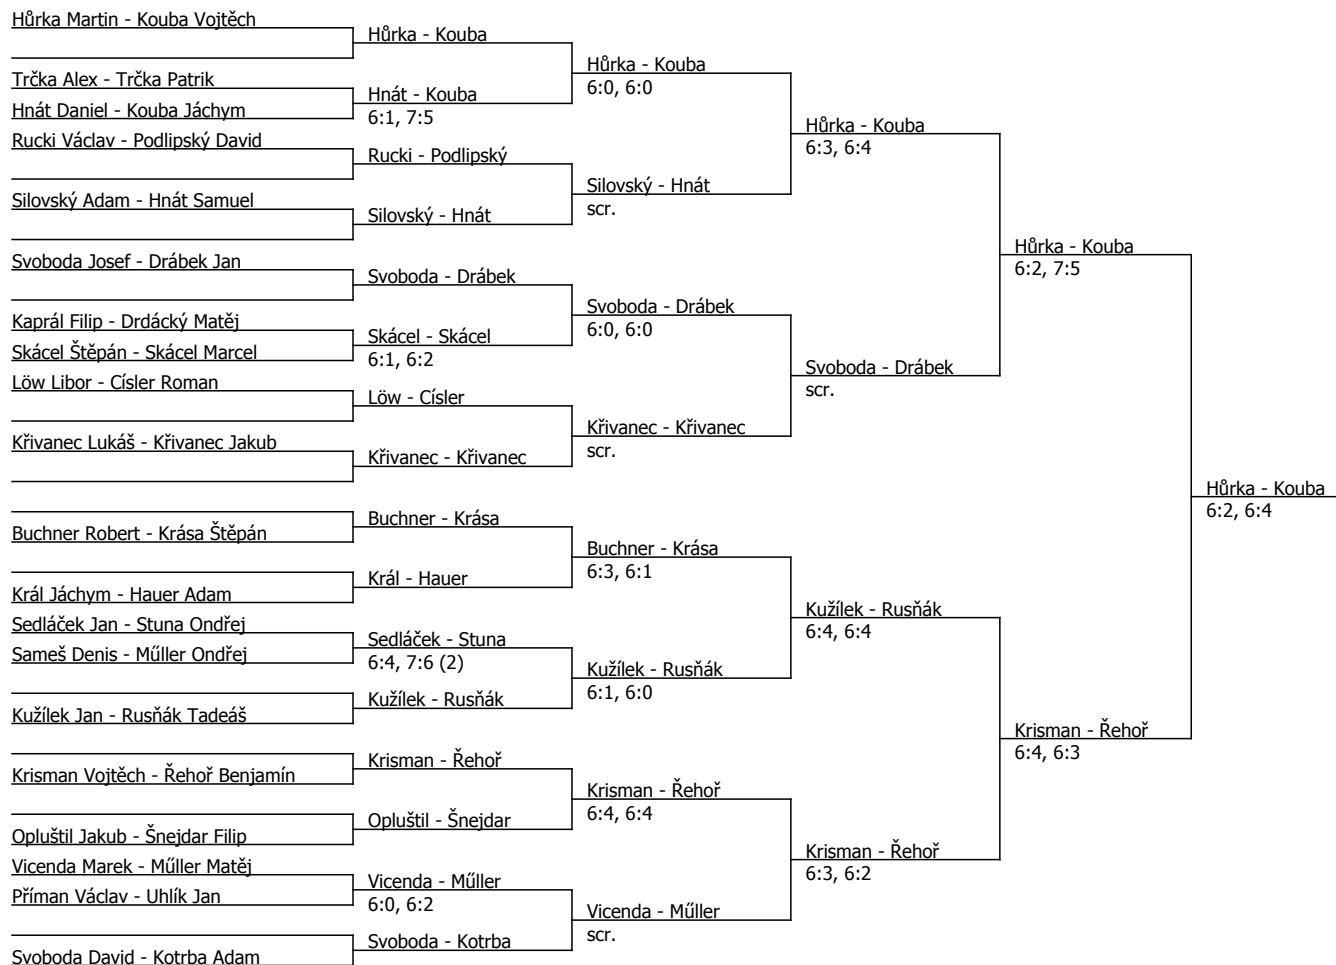 Hůrka Martin - Kouba Vojtěch
Trčka Alex - Trčka Patrik
Hnát Daniel - Kouba Jáchym
Rucki Václav - Podlipský David
Silovský Adam - Hnát Samuel
Svoboda Josef - Drábek Jan
Kaprál Filip - Drdácký Matěj
Skácel Štěpán - Skácel Marcel
Löw Libor - Císler Roman
Křivanec Lukáš - Křivanec Jakub
Buchner Robert - Krása Štěpán
Král Jáchym - Hauer Adam
Sedláček Jan - Stuna Ondřej
Sameš Denis - Műller Ondřej
Kužílek Jan - Rusňák Tadeáš
Krisman Vojtěch - Řehoř Benjamín
Opluštil Jakub - Šnejdar Filip
Vicenda Marek - Műller Matěj
Příman Václav - Uhlík Jan
Svoboda David - Kotrba Adam
Hůrka - Kouba
Hnát - Kouba
6:1, 7:5
Rucki - Podlipský
Silovský - Hnát
Svoboda - Drábek
Skácel - Skácel
6:1, 6:2
Löw - Císler
Křivanec - Křivanec
Buchner - Krása
Král - Hauer
Sedláček - Stuna
6:4, 7:6 (2)
Kužílek - Rusňák
Krisman - Řehoř
Opluštil - Šnejdar
Vicenda - Műller
6:0, 6:2
Svoboda - Kotrba
Hůrka - Kouba
6:0, 6:0
Silovský - Hnát
scr.
Svoboda - Drábek
6:0, 6:0
Křivanec - Křivanec
scr.
Buchner - Krása
6:3, 6:1
Kužílek - Rusňák
6:1, 6:0
Krisman - Řehoř
6:4, 6:4
Vicenda - Műller
scr.
Hůrka - Kouba
6:3, 6:4
Svoboda - Drábek
scr.
Kužílek - Rusňák
6:4, 6:4
Krisman - Řehoř
6:3, 6:2
Hůrka - Kouba
6:2, 7:5
Krisman - Řehoř
6:4, 6:3
Hůrka - Kouba
6:2, 6:4